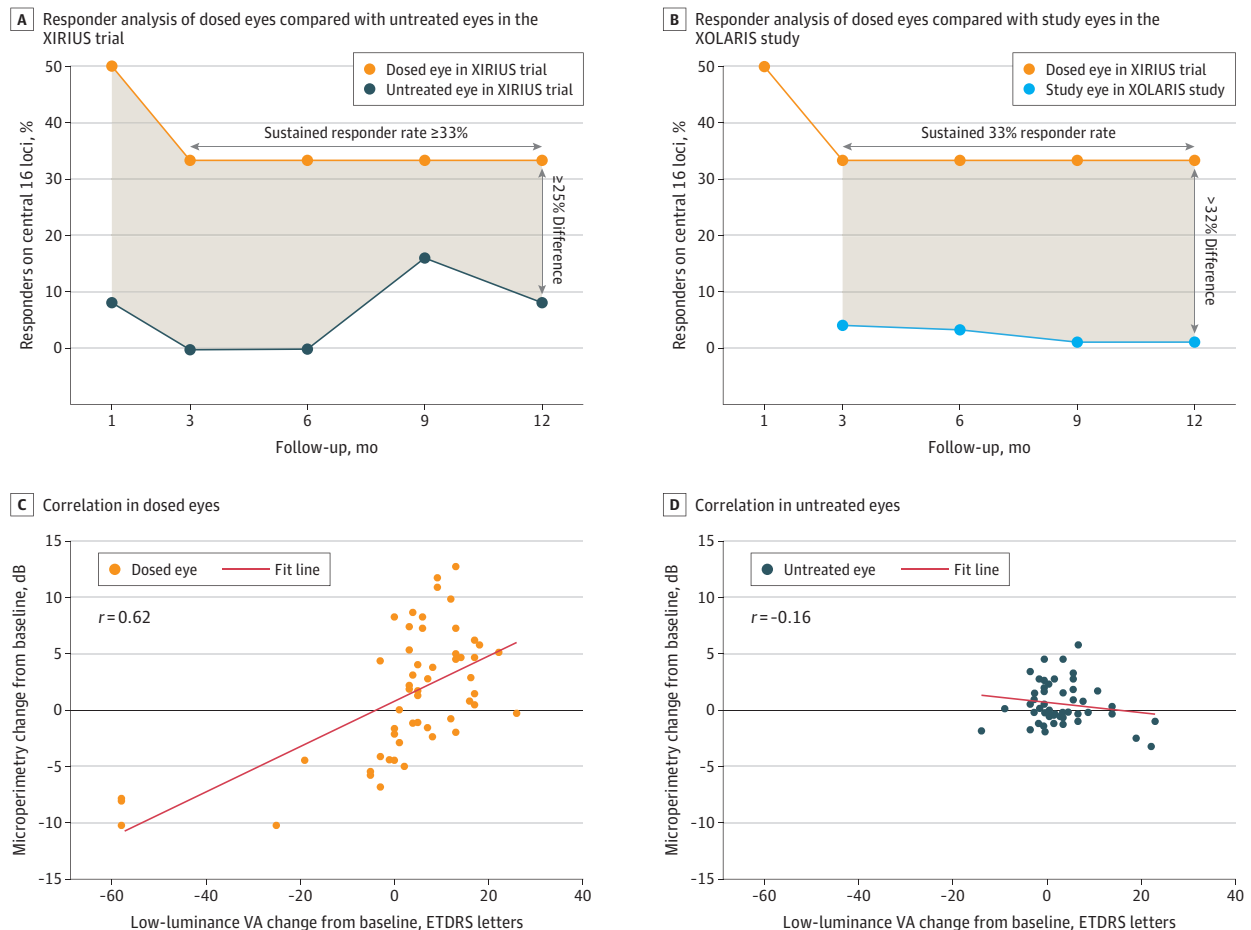 A Responder analysis of dosed eyes compared with untreated eyes in the
XIRIUS trial
50
40
30
20
10
0
Responders on central 16 loci, %
Dosed eye in XIRIUS trial
Untreated eye in XIRIUS trial
Sustained responder rate ≥33%
≥25% Difference
1 3 6 9 12
Follow-up, mo
B Responder analysis of dosed eyes compared with study eyes in the
XOLARIS study
50
40
30
20
10
0
Responders on central 16 loci, %
Dosed eye in XIRIUS trial
Study eye in XOLARIS study
Sustained 33% responder rate
>32% Difference
1 3 6 9 12
Follow-up, mo
C Correlation in dosed eyes
15
10
5
0
-5
-10
-15
Microperimetry change from baseline, dB
Dosed eye Fit line
r=0.62
-60 -40 -20 0 20 40
Low-luminance VA change from baseline, ETDRS letters
D Correlation in untreated eyes
15
10
5
0
-5
-10
-15
Microperimetry change from baseline, dB
Untreated eye Fit line
r=-0.16
-60 -40 -20 0 20 40
Low-luminance VA change from baseline, ETDRS letters